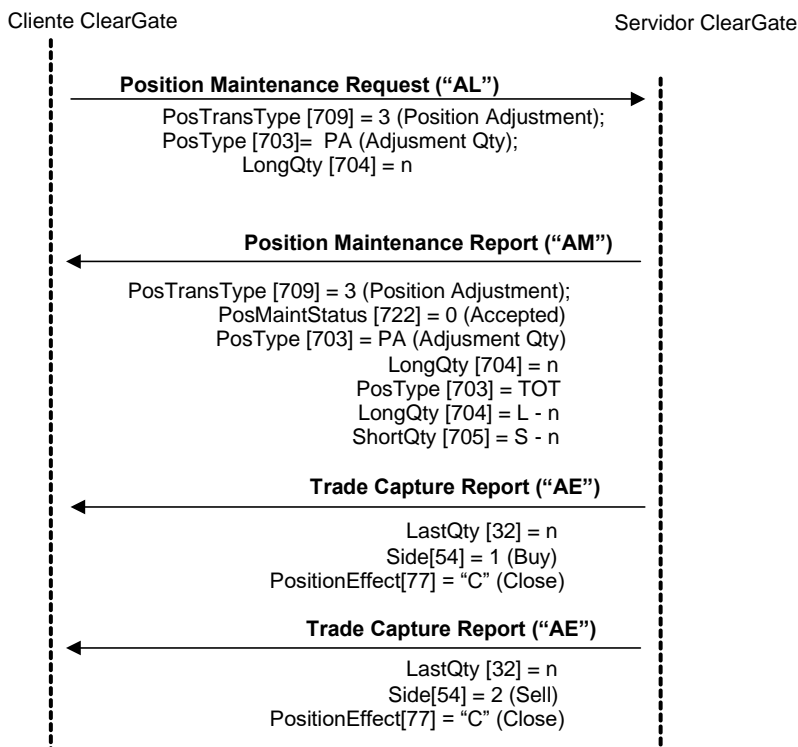 Cliente ClearGate
Servidor ClearGate
Position Maintenance Request (“AL”)
PosTransType [709] = 3 (Position Adjustment);
PosType [703]= PA (Adjusment Qty);
LongQty [704] = n
Position Maintenance Report (“AM”)
PosTransType [709] = 3 (Position Adjustment);
PosMaintStatus [722] = 0 (Accepted)
PosType [703] = PA (Adjusment Qty)
LongQty [704] = n
PosType [703] = TOT
LongQty [704] = L - n
ShortQty [705] = S - n
Trade Capture Report (“AE”)
LastQty [32] = n
Side[54] = 1 (Buy)
PositionEffect[77] = “C” (Close)
Trade Capture Report (“AE”)
LastQty [32] = n
Side[54] = 2 (Sell)
PositionEffect[77] = “C” (Close)